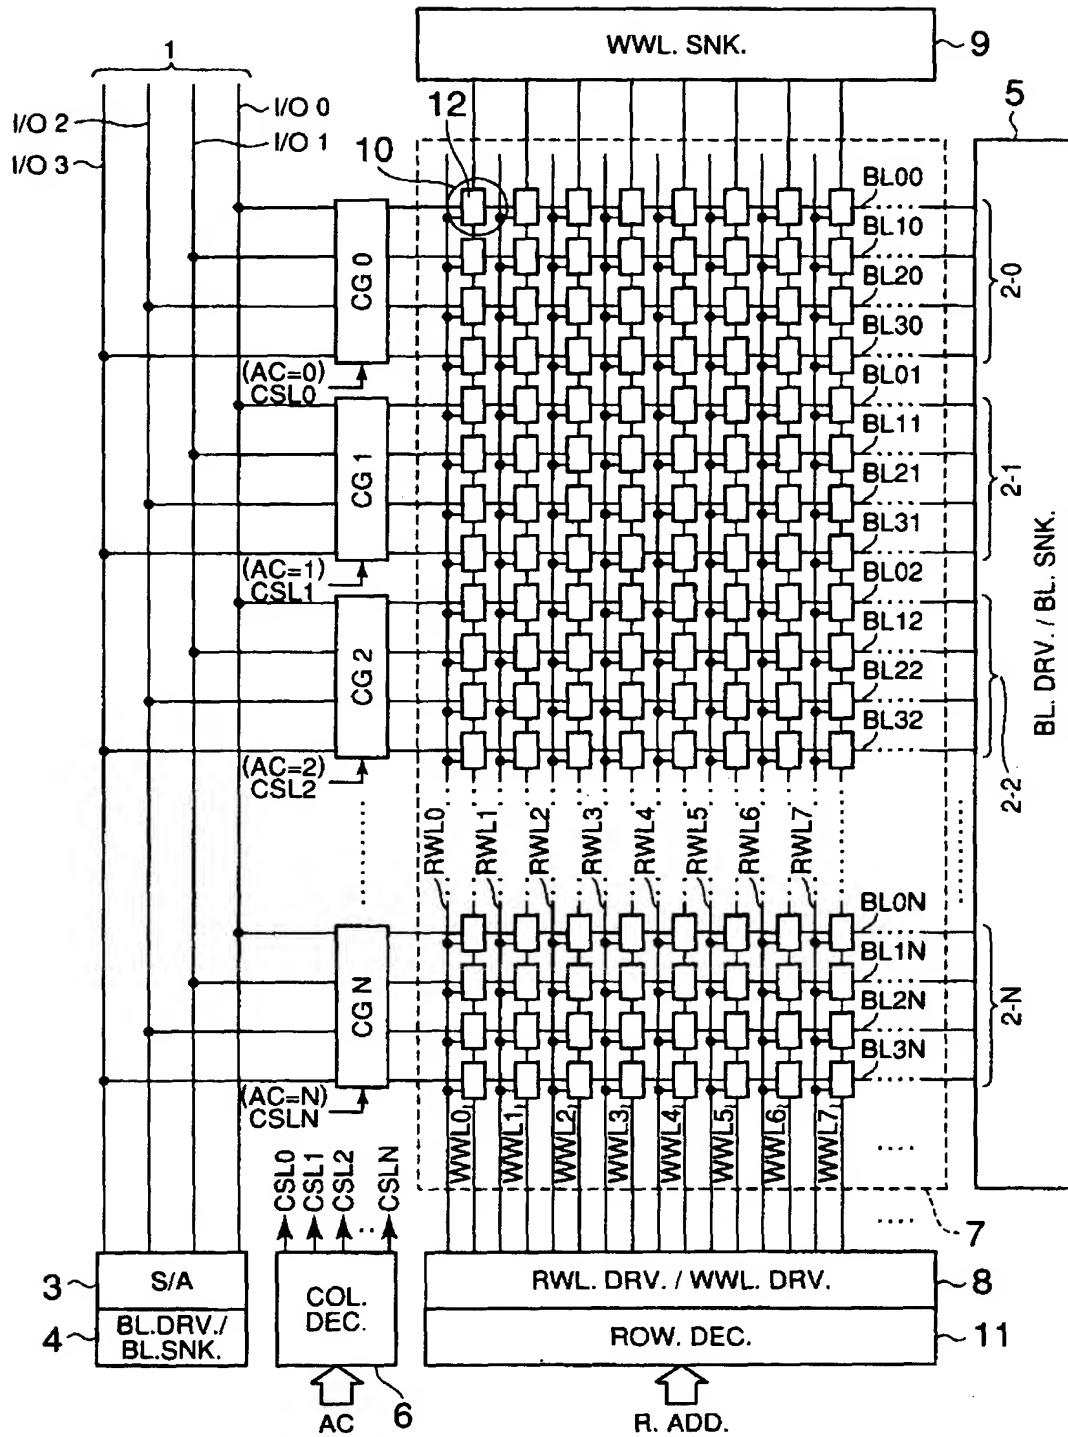 WWL. SNK.
9
1
I/O 0
I/O 2
I/O 1
I/O 3
12
10
5
BL00
BL10
BL20
BL30
2-0
CG 0
(AC=0)
CSL0
BL01
BL11
BL21
BL31
2-1
CG 1
(AC=1)
CSL1
BL02
BL12
BL22
BL32
2-2
CG 2
(AC=2)
CSL2
BL. DRV. / BL. SNK.
RWL0
RWL1
RWL2
RWL3
RWL4
RWL5
RWL6
RWL7
BL0N
BL1N
BL2N
BL3N
2-N
CG N
(AC=N)
CSLN
WWL0
WWL1
WWL2
WWL3
WWL4
WWL5
WWL6
WWL7
CSL0
CSL1
CSL2
CSLN
7
3
S/A
4
BL.DRV./
BL.SNK.
COL.
DEC.
6
AC
RWL. DRV. / WWL. DRV.
8
ROW. DEC.
11
R. ADD.